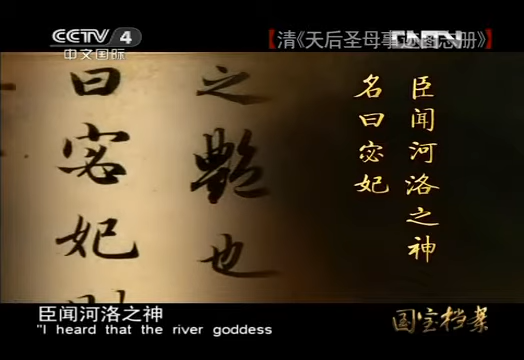 CCTV 4
中文国际
【清《天后圣母事迹图志册》】
CNTV
臣闻河洛之神
名曰宓妃
之艷也
曰宓妃
臣闻河洛之神
"I heard that the river goddess
国宝档案